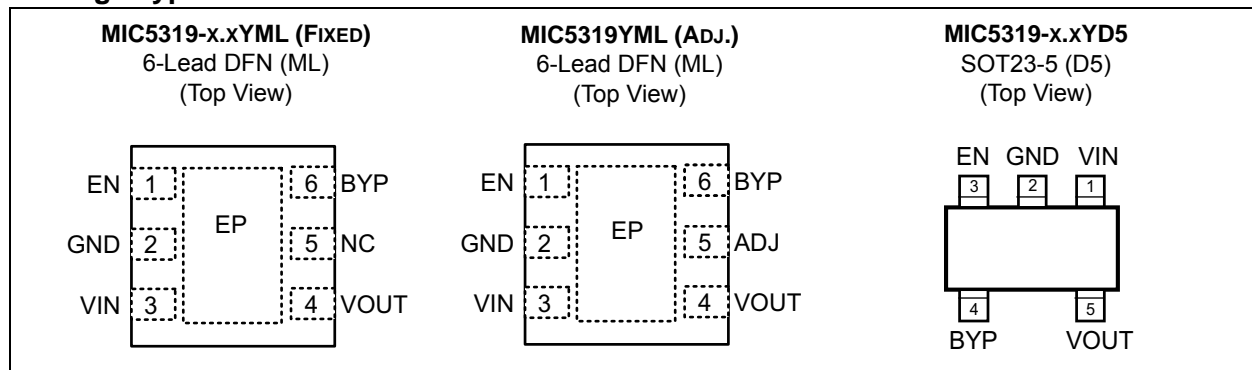 MIC5319-X.XYML (FIXED)
6-Lead DFN (ML)
(Top View)
EN 1 6 BYP
EP
GND 2 5 NC
VIN 3 4 VOUT
MIC5319YML (ADJ.)
6-Lead DFN (ML)
(Top View)
EN 1 6 BYP
EP
GND 2 5 ADJ
VIN 3 4 VOUT
MIC5319-X.XYD5
SOT23-5 (D5)
(Top View)
EN GND VIN
3 2 1
4 5
BYP VOUT